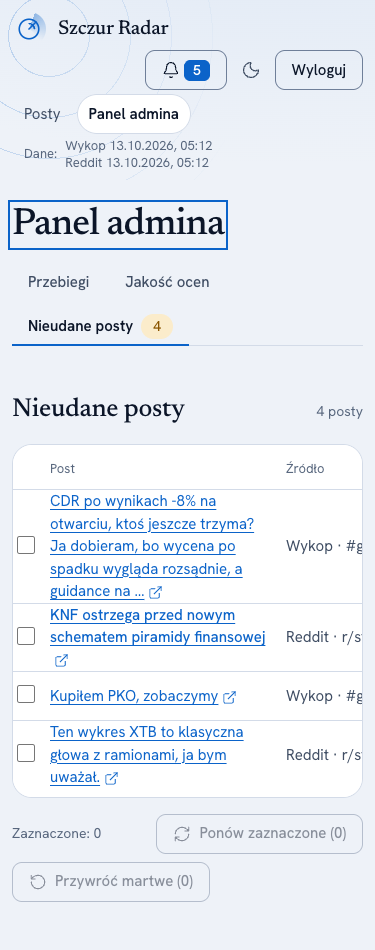 Szczur Radar
5
Wyloguj
Posty
Panel admina
Dane:
Wykop 13.10.2026, 05:12
Reddit 13.10.2026, 05:12
Panel admina
Przebiegi
Jakość ocen
Nieudane posty 4
Nieudane posty
4 posty
Post
Źródło
CDR po wynikach -8% na
otwarciu, ktoś jeszcze trzyma?
Ja dobieram, bo wycena po
spadku wygląda rozsądnie, a
guidance na ...
Wykop · #g
KNF ostrzega przed nowym
schematem piramidy finansowej
Reddit · r/s
Kupiłem PKO, zobaczymy
Wykop · #g
Ten wykres XTB to klasyczna
głowa z ramionami, ja bym
uważał.
Reddit · r/s
Zaznaczone: 0
Ponów zaznaczone (0)
Przywróć martwe (0)